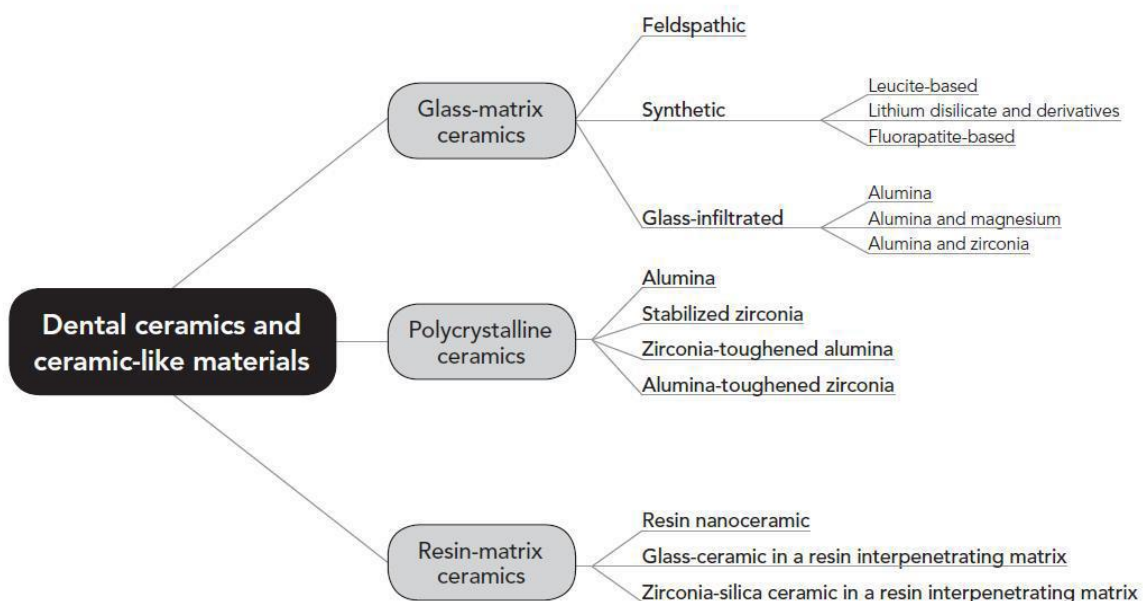 Dental ceramics and
ceramic-like materials
Glass-matrix
ceramics
Feldspathic
Synthetic
Leucite-based
Lithium disilicate and derivatives
Fluorapatite-based
Glass-infiltrated
Alumina
Alumina and magnesium
Alumina and zirconia
Polycrystalline
ceramics
Alumina
Stabilized zirconia
Zirconia-toughened alumina
Alumina-toughened zirconia
Resin-matrix
ceramics
Resin nanoceramic
Glass-ceramic in a resin interpenetrating matrix
Zirconia-silica ceramic in a resin interpenetrating matrix